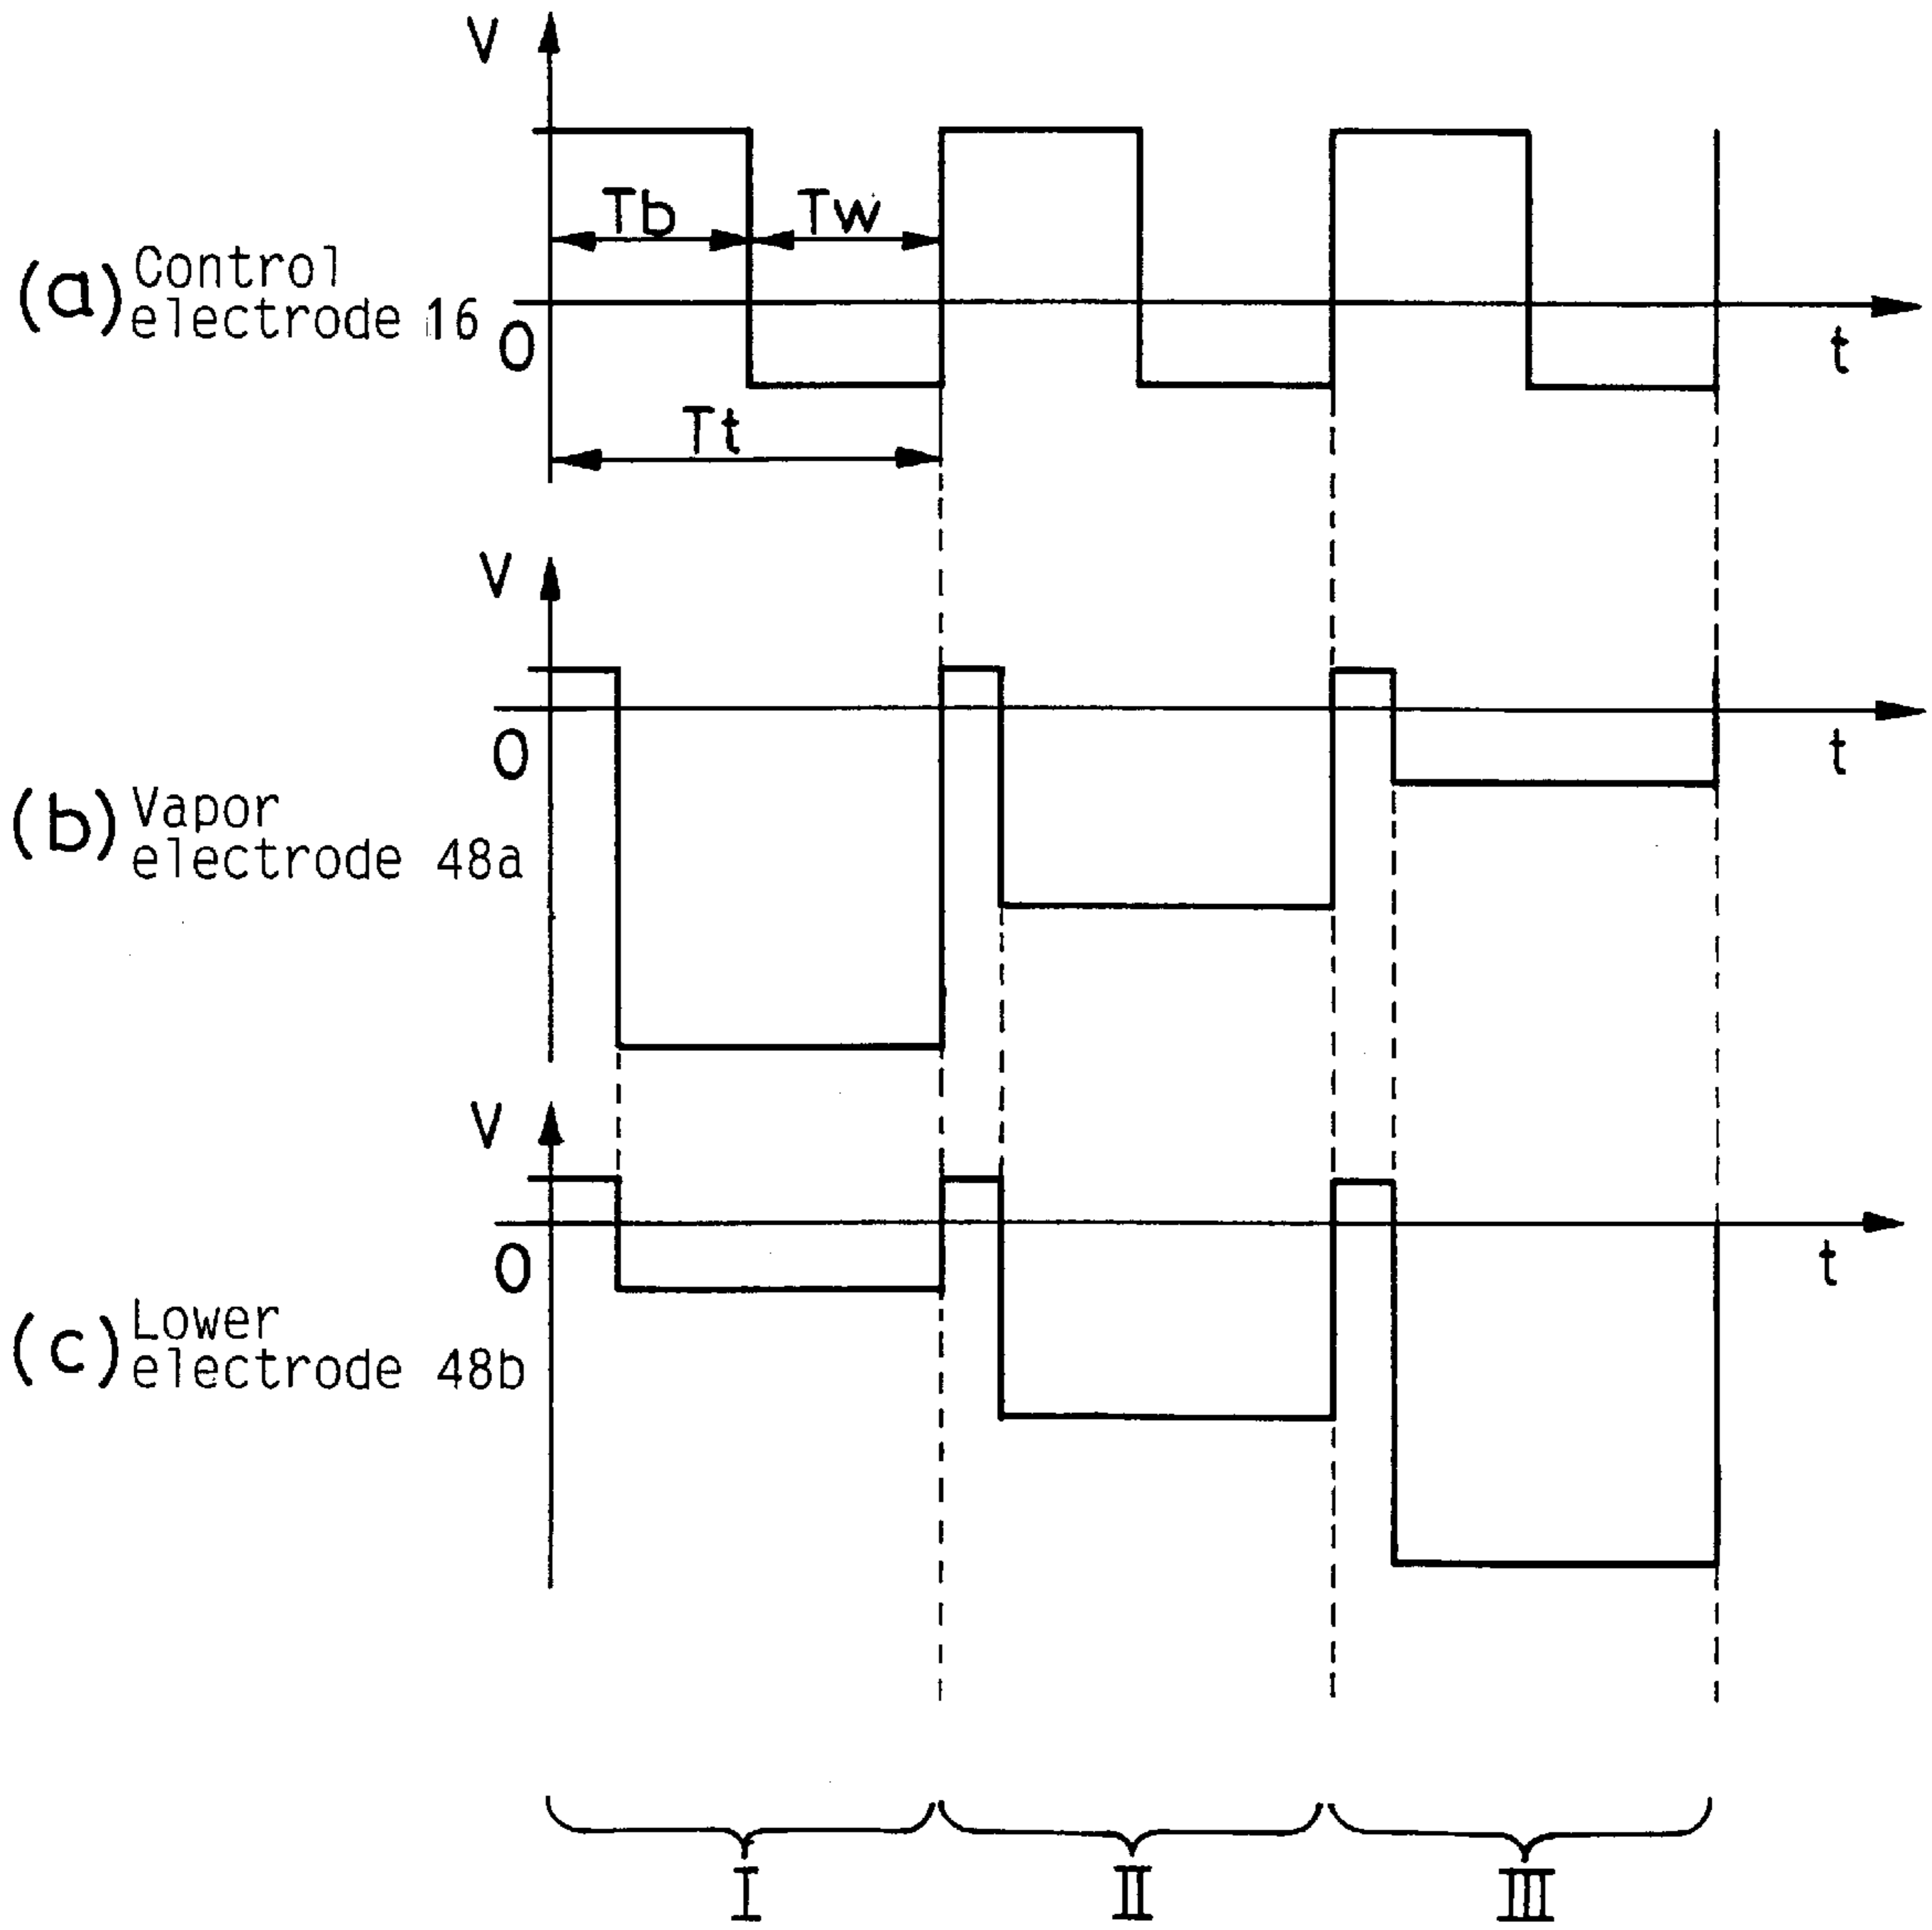 V
Tb
Tw
(a) Control
electrode 16
0
t
Tt
V
0
t
(b) Vapor
electrode 48a
V
0
t
(c) Lower
electrode 48b
I
II
III